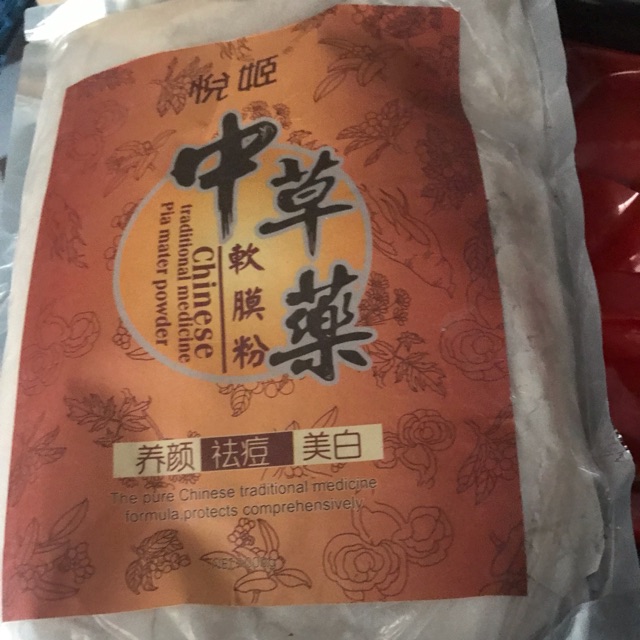 悦姬
中草藥
軟膜粉
Chinese
traditional medicine
Pia mater powder
养颜 祛痘 美白
The pure Chinese traditional medicine
formula,protects comprehensively